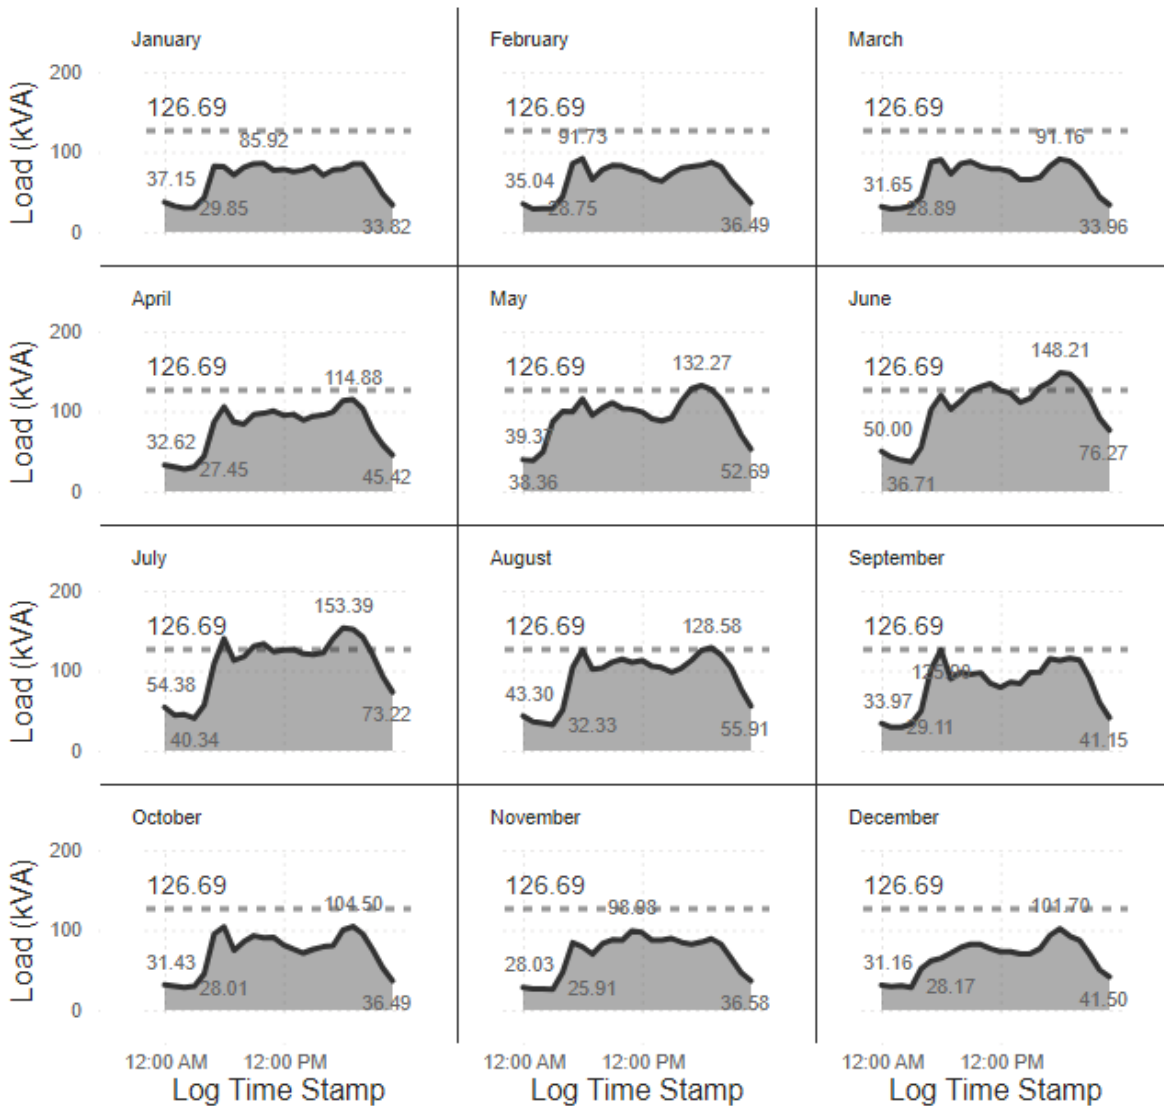 January
February
March
Load (kVA)
200
100
0
126.69
85.92
37.15
29.85
33.82
126.69
91.73
35.04
28.75
36.49
126.69
91.16
31.65
28.89
33.96
April
May
June
Load (kVA)
200
100
0
126.69
114.88
32.62
27.45
45.42
126.69
132.27
39.37
38.36
52.69
126.69
148.21
50.00
36.71
76.27
July
August
September
Load (kVA)
200
100
0
126.69
153.39
54.38
40.34
73.22
126.69
128.58
43.30
32.33
55.91
126.69
33.97
29.11
41.15
October
November
December
Load (kVA)
200
100
0
126.69
104.50
31.43
28.01
36.49
126.69
98.98
28.03
25.91
36.58
126.69
101.70
31.16
28.17
41.50
12:00 AM
12:00 PM
12:00 AM
12:00 PM
12:00 AM
12:00 PM
Log Time Stamp
Log Time Stamp
Log Time Stamp